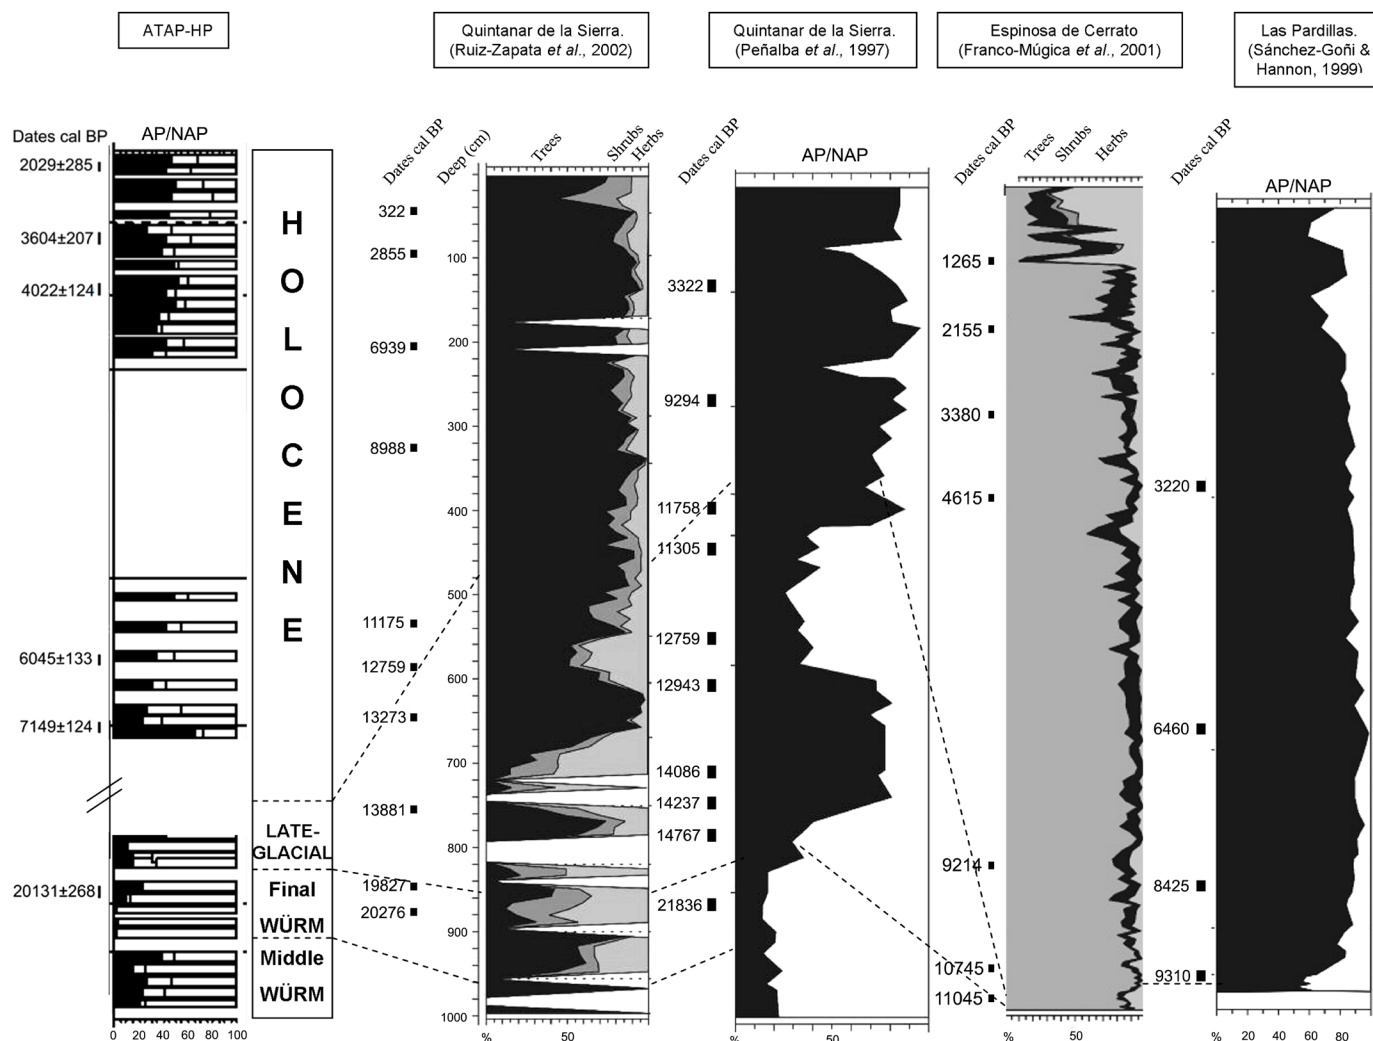 ATAP-HP
Quintanar de la Sierra.
(Ruiz-Zapata et al., 2002)
Quintanar de la Sierra.
(Peñalba et al., 1997)
Espinosa de Cerrato
(Franco-Múgica et al., 2001)
Las Pardillas.
(Sánchez-Goñi &
Hannon, 1999)
Dates cal BP
AP/NAP
2029±285
3604±207
4022±124
6045±133
7149±124
20131±268
0 20 40 60 80 100
HOLOCENE
LATE-
GLACIAL
Final
WÜRM
Middle
WÜRM
Dates cal BP
322
2855
6939
8988
11175
12759
13273
13881
19827
20276
Deep (cm)
100
200
300
400
500
600
700
800
900
1000
Trees
Shrubs
Herbs
% 50
Dates cal BP
3322
9294
11758
11305
12759
12943
14086
14237
14767
21836
AP/NAP
% 50
Dates cal BP
1265
2155
3380
4615
9214
10745
11045
Trees
Shrubs
Herbs
% 50
Dates cal BP
3220
6460
8425
9310
AP/NAP
% 20 40 60 80